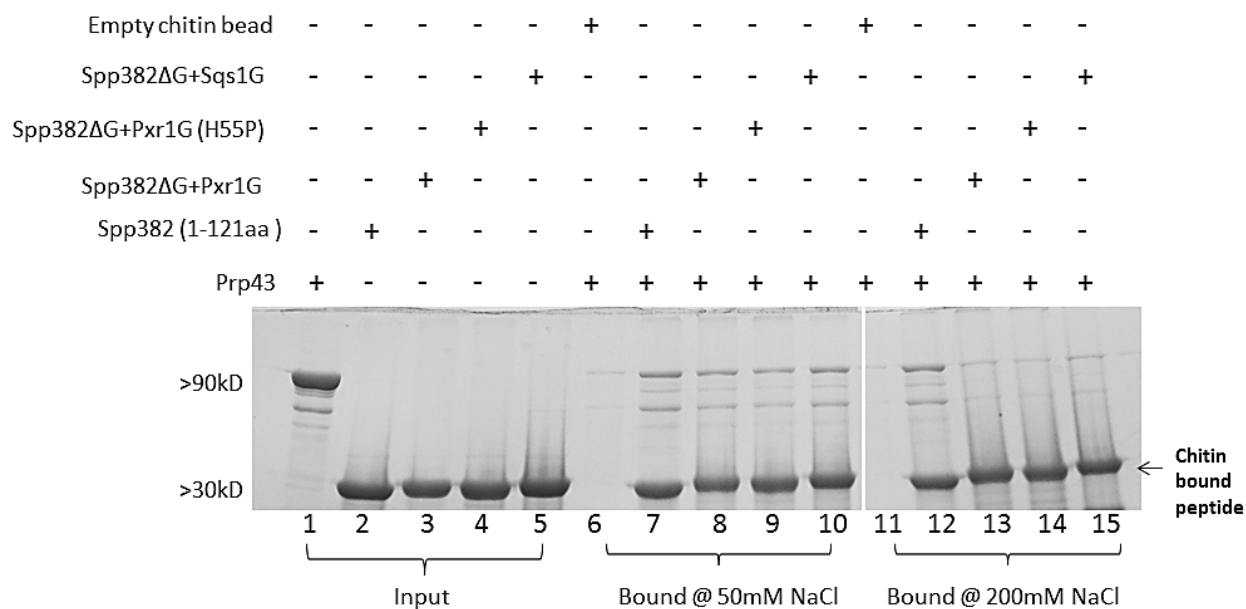 Empty chitin bead - - - - - + - - - - + - - - -
Spp382ΔG+Sqs1G - - - - + - - - - + - - - - +
Spp382ΔG+Pxr1G (H55P) - - - + - - - - + - - - - + -
Spp382ΔG+Pxr1G - - + - - - - + - - - - + - -
Spp382 (1-121aa ) - + - - - - + - - - - + - - -
Prp43 + - - - - + + + + + + + + + +
>90kD
>30kD
Chitin
bound
peptide
1 2 3 4 5 6 7 8 9 10 11 12 13 14 15
Input Bound @ 50mM NaCl Bound @ 200mM NaCl